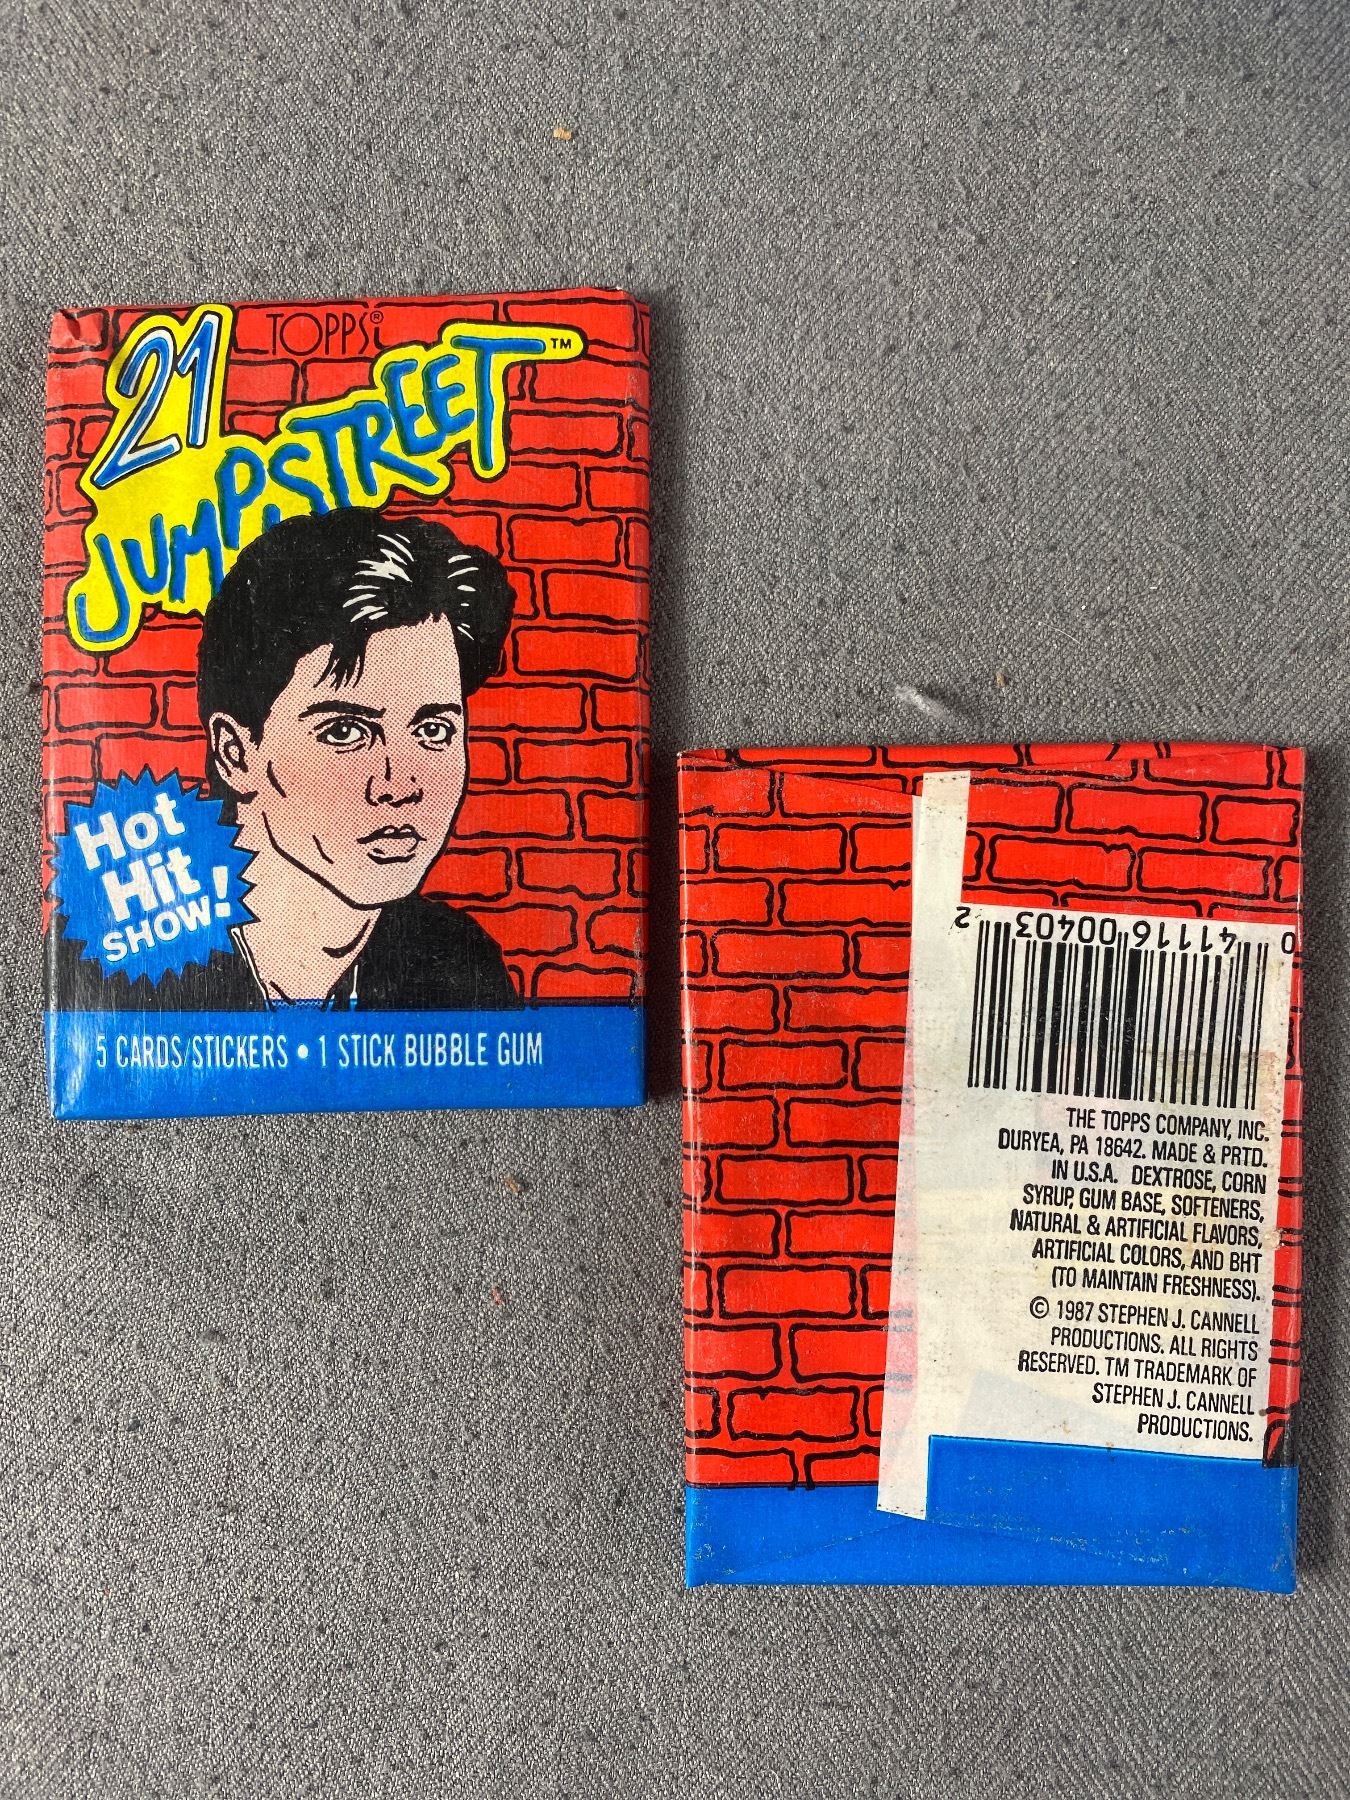 TOPPS®
21
JUMPSTREET™
Hot
Hit
SHOW!
5 CARDS/STICKERS • 1 STICK BUBBLE GUM
0 41116 00403 2
THE TOPPS COMPANY, INC.
DURYEA, PA 18642. MADE & PRTD.
IN U.S.A. DEXTROSE, CORN
SYRUP, GUM BASE, SOFTENERS,
NATURAL & ARTIFICIAL FLAVORS,
ARTIFICIAL COLORS, AND BHT
(TO MAINTAIN FRESHNESS).
© 1987 STEPHEN J. CANNELL
PRODUCTIONS. ALL RIGHTS
RESERVED. TM TRADEMARK OF
STEPHEN J. CANNELL
PRODUCTIONS.